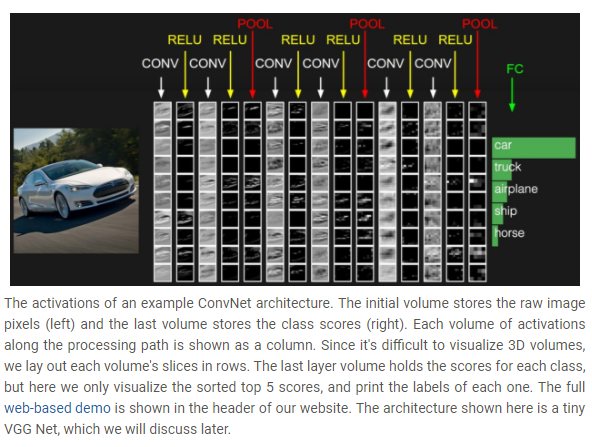 POOL POOL POOL
RELU RELU RELU RELU RELU RELU
CONV CONV CONV CONV CONV CONV
FC
car
truck
airplane
ship
horse
The activations of an example ConvNet architecture. The initial volume stores the raw image
pixels (left) and the last volume stores the class scores (right). Each volume of activations
along the processing path is shown as a column. Since it's difficult to visualize 3D volumes,
we lay out each volume's slices in rows. The last layer volume holds the scores for each class,
but here we only visualize the sorted top 5 scores, and print the labels of each one. The full
web-based demo is shown in the header of our website. The architecture shown here is a tiny
VGG Net, which we will discuss later.